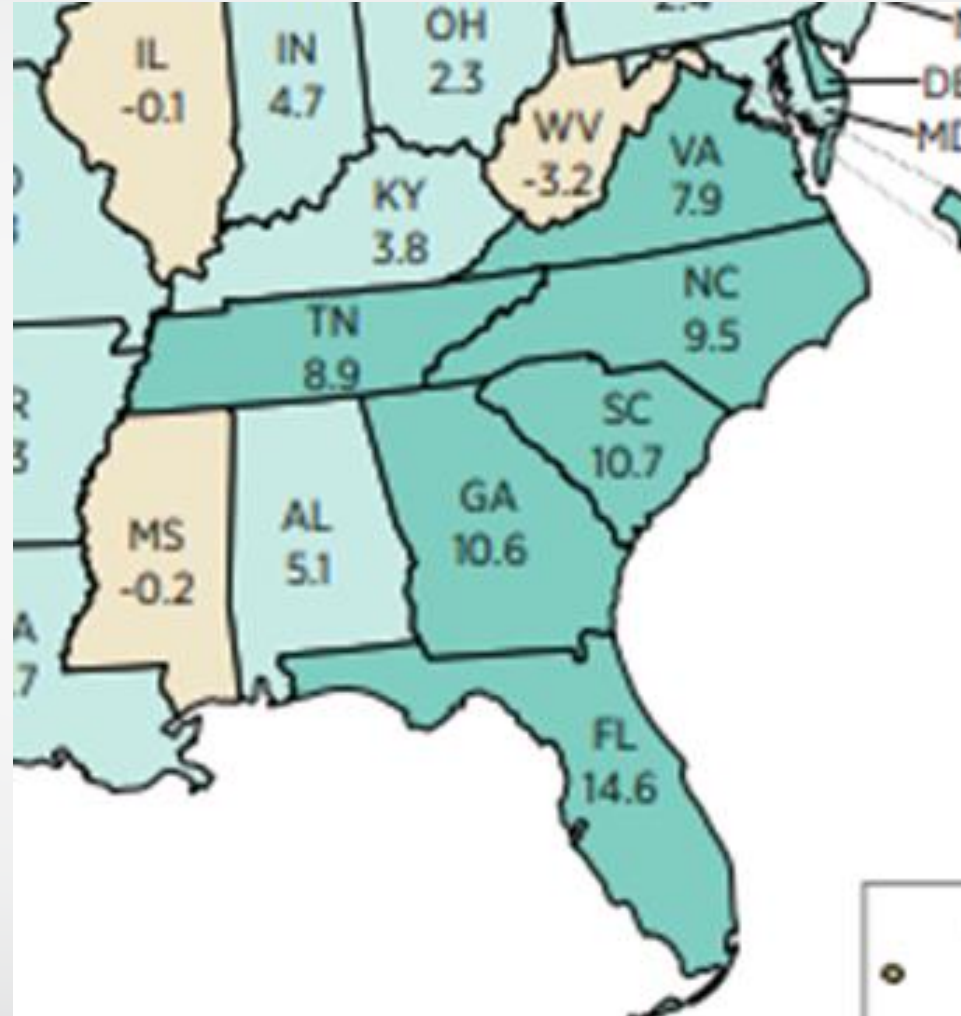 IL
-0.1
IN
4.7
OH
2.3
WV
-3.2
VA
7.9
DE
MD
KY
3.8
TN
8.9
NC
9.5
SC
10.7
GA
10.6
AL
5.1
MS
-0.2
FL
14.6